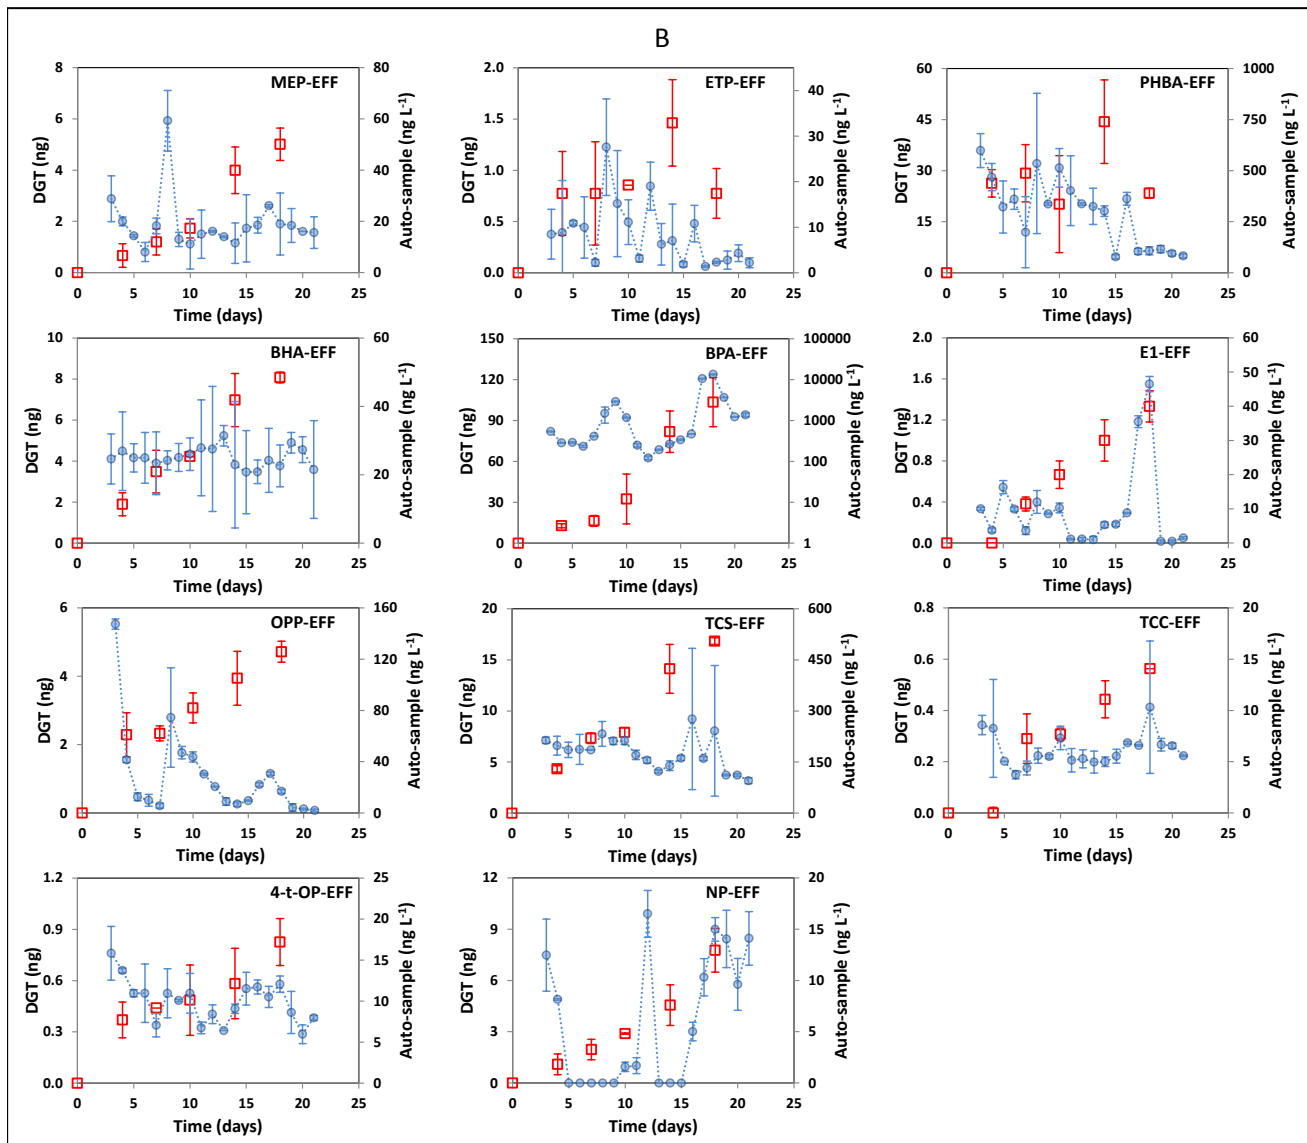 B
MEP-EFF
8
6
4
2
0
80
60
40
20
0
0 5 10 15 20 25
DGT (ng)
Auto-sample (ng L⁻¹)
Time (days)
ETP-EFF
2.0
1.5
1.0
0.5
0.0
40
30
20
10
0
0 5 10 15 20 25
DGT (ng)
Auto-sample (ng L⁻¹)
Time (days)
PHBA-EFF
60
45
30
15
0
1000
750
500
250
0
0 5 10 15 20 25
DGT (ng)
Auto-sample (ng L⁻¹)
Time (days)
BHA-EFF
10
8
6
4
2
0
60
40
20
0
0 5 10 15 20 25
DGT (ng)
Auto-sample (ng L⁻¹)
Time (days)
BPA-EFF
150
120
90
60
30
0
100000
10000
1000
100
10
1
0 5 10 15 20 25
DGT (ng)
Auto-sample (ng L⁻¹)
Time (days)
E1-EFF
2.0
1.6
1.2
0.8
0.4
0.0
60
50
40
30
20
10
0
0 5 10 15 20 25
DGT (ng)
Auto-sample (ng L⁻¹)
Time (days)
OPP-EFF
6
4
2
0
160
120
80
40
0
0 5 10 15 20 25
DGT (ng)
Auto-sample (ng L⁻¹)
Time (days)
TCS-EFF
20
15
10
5
0
600
450
300
150
0
0 5 10 15 20 25
DGT (ng)
Auto-sample (ng L⁻¹)
Time (days)
TCC-EFF
0.8
0.6
0.4
0.2
0.0
20
15
10
5
0
0 5 10 15 20 25
DGT (ng)
Auto-sample (ng L⁻¹)
Time (days)
4-t-OP-EFF
1.2
0.9
0.6
0.3
0.0
25
20
15
10
5
0
0 5 10 15 20 25
DGT (ng)
Auto-sample (ng L⁻¹)
Time (days)
NP-EFF
12
9
6
3
0
20
15
10
5
0
0 5 10 15 20 25
DGT (ng)
Auto-sample (ng L⁻¹)
Time (days)